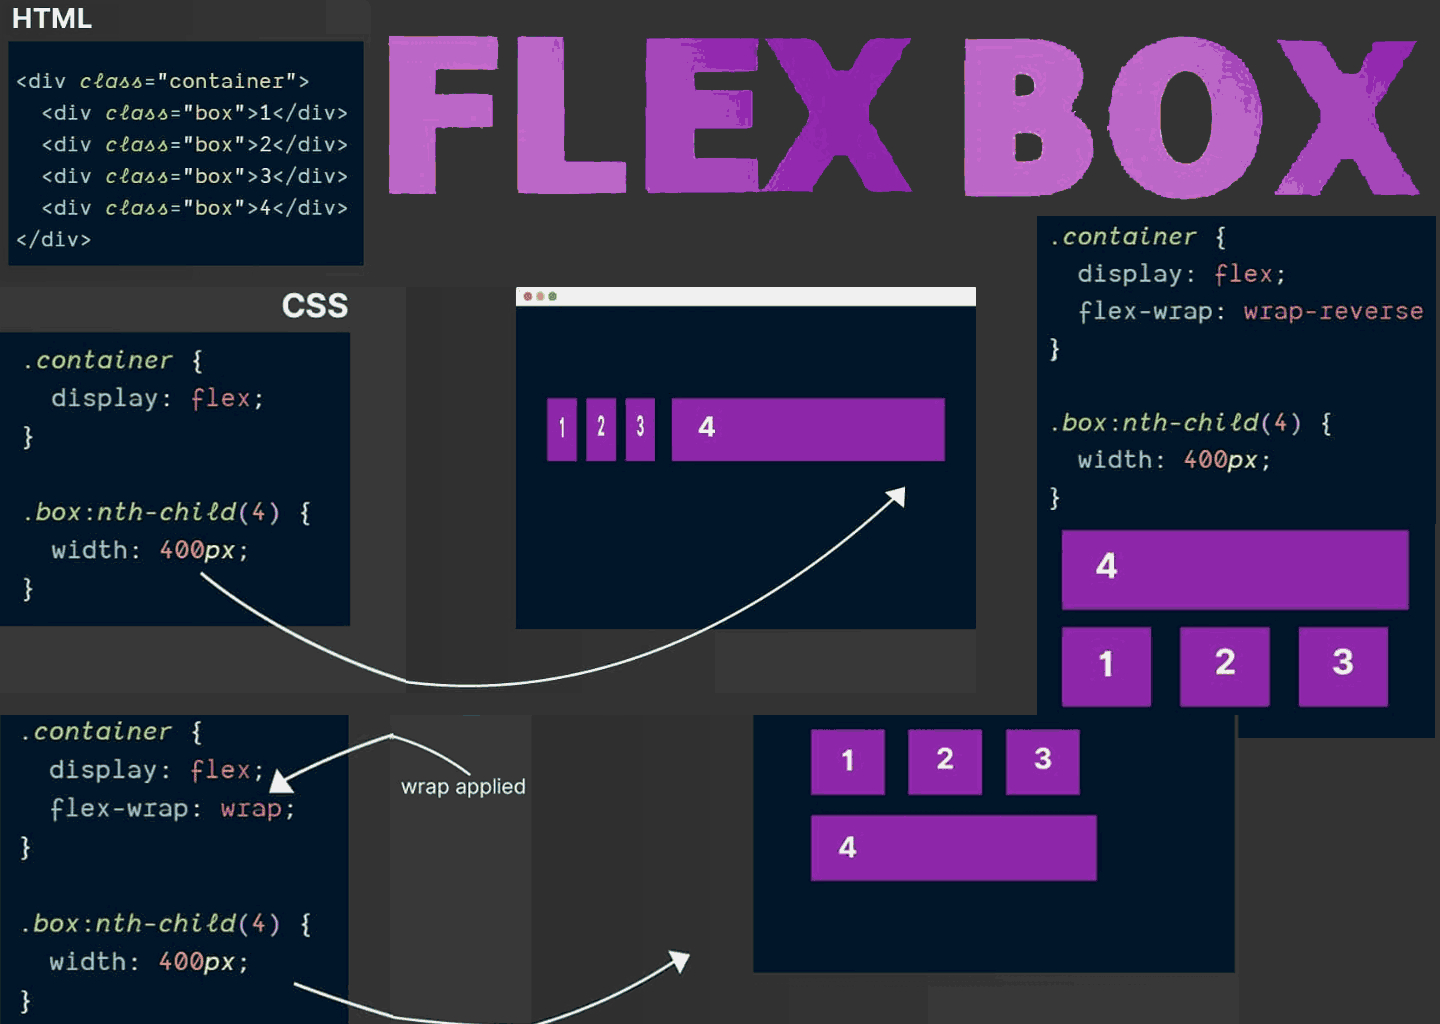 HTML
FLEX BOX
<div class="container">
<div class="box">1</div>
<div class="box">2</div>
<div class="box">3</div>
<div class="box">4</div>
</div>
CSS
.container {
display: flex;
}
.box:nth-child(4) {
width: 400px;
}
1 2 3 4
.container {
display: flex;
flex-wrap: wrap-reverse
}
.box:nth-child(4) {
width: 400px;
}
4
1 2 3
.container {
display: flex;
flex-wrap: wrap;
}
.box:nth-child(4) {
width: 400px;
}
wrap applied
1 2 3
4